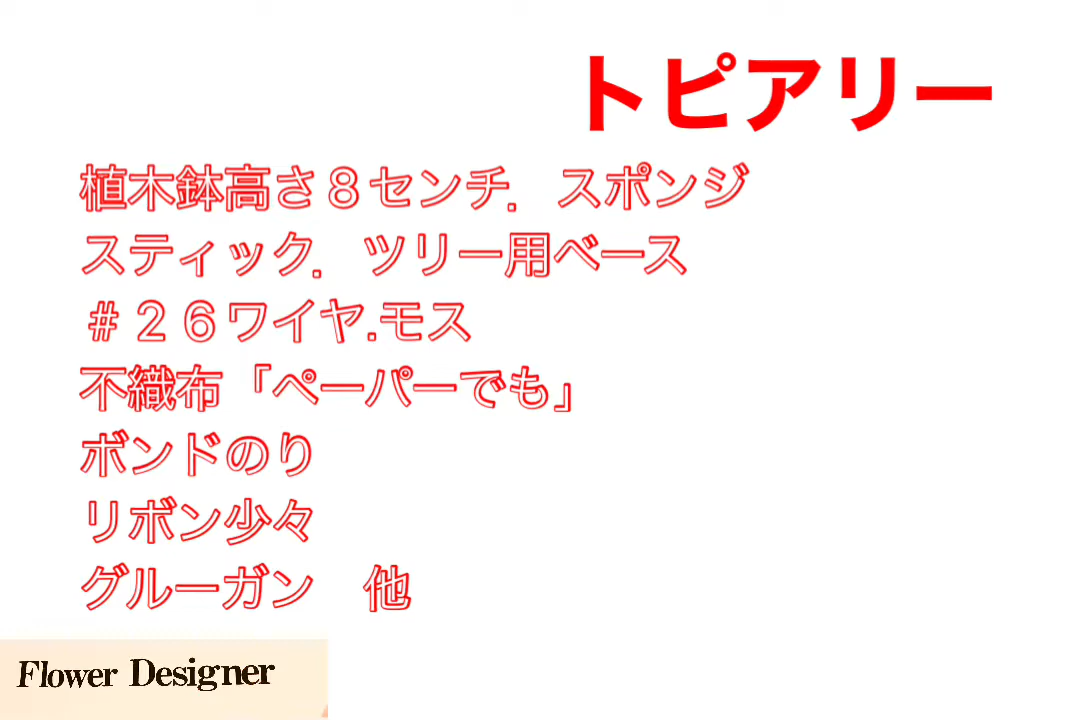 トピアリー
植木鉢高さ８センチ．スポンジ
スティック．ツリー用ベース
＃２６ワイヤ.モス
不織布「ペーパーでも」
ボンドのり
リボン少々
グルーガン　他
Flower Designer